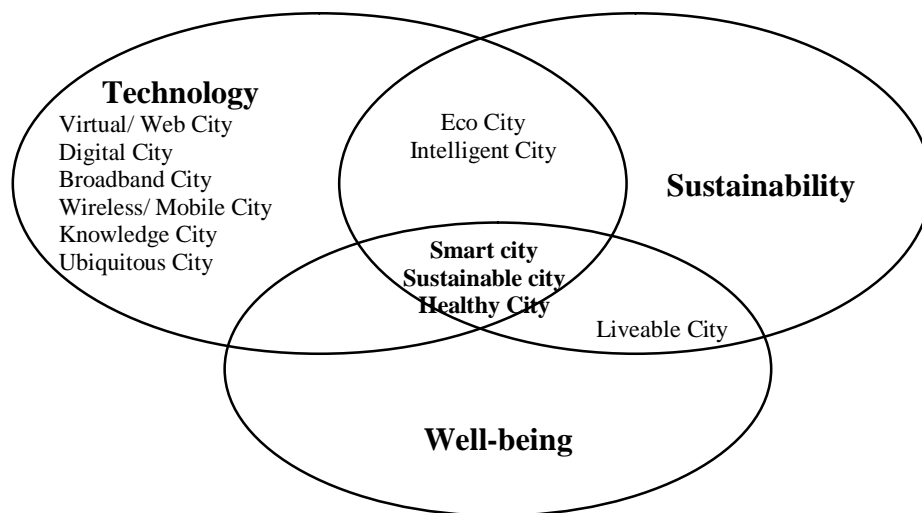 Technology
Virtual/ Web City
Digital City
Broadband City
Wireless/ Mobile City
Knowledge City
Ubiquitous City
Eco City
Intelligent City
Sustainability
Smart city
Sustainable city
Healthy City
Liveable City
Well-being